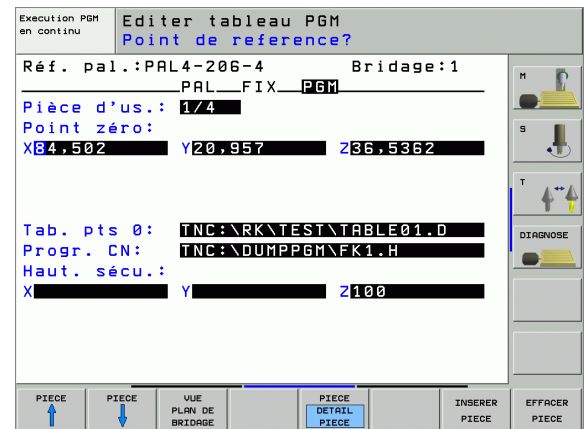 Execution PGM
en continu
Editer tableau PGM
Point de reference?
Réf. pal.:PAL4-206-4 Bridage:1
PAL FIX PGM
Pièce d'us.: 1/4
Point zéro:
X84,502 Y20,957 Z36,5362
Tab. pts 0: TNC:\RK\TEST\TABLE01.D
Progr. CN: TNC:\DUMPPGM\FK1.H
Haut. sécu.:
X Y Z100
M
S
T
DIAGNOSE
PIECE
PIECE
VUE
PLAN DE
BRIDAGE
PIECE
DETAIL
PIECE
INSERER
PIECE
EFFACER
PIECE